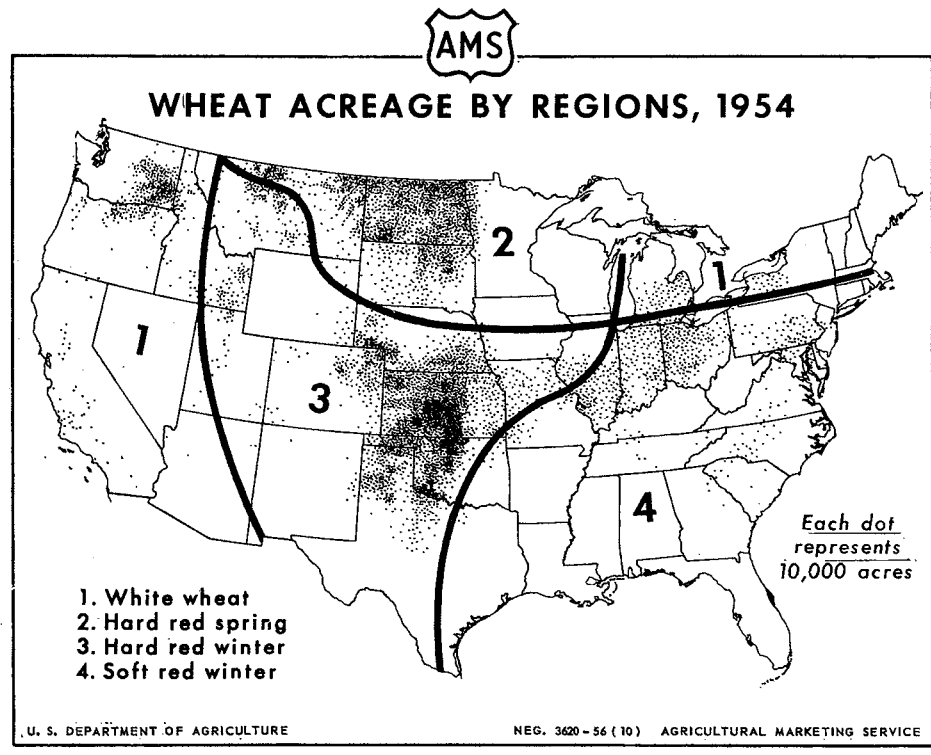 AMS
WHEAT ACREAGE BY REGIONS, 1954
2
1
1
3
4
Each dot
represents
10,000 acres
1. White wheat
2. Hard red spring
3. Hard red winter
4. Soft red winter
U. S. DEPARTMENT OF AGRICULTURE
NEG. 3620-56 (10) AGRICULTURAL MARKETING SERVICE